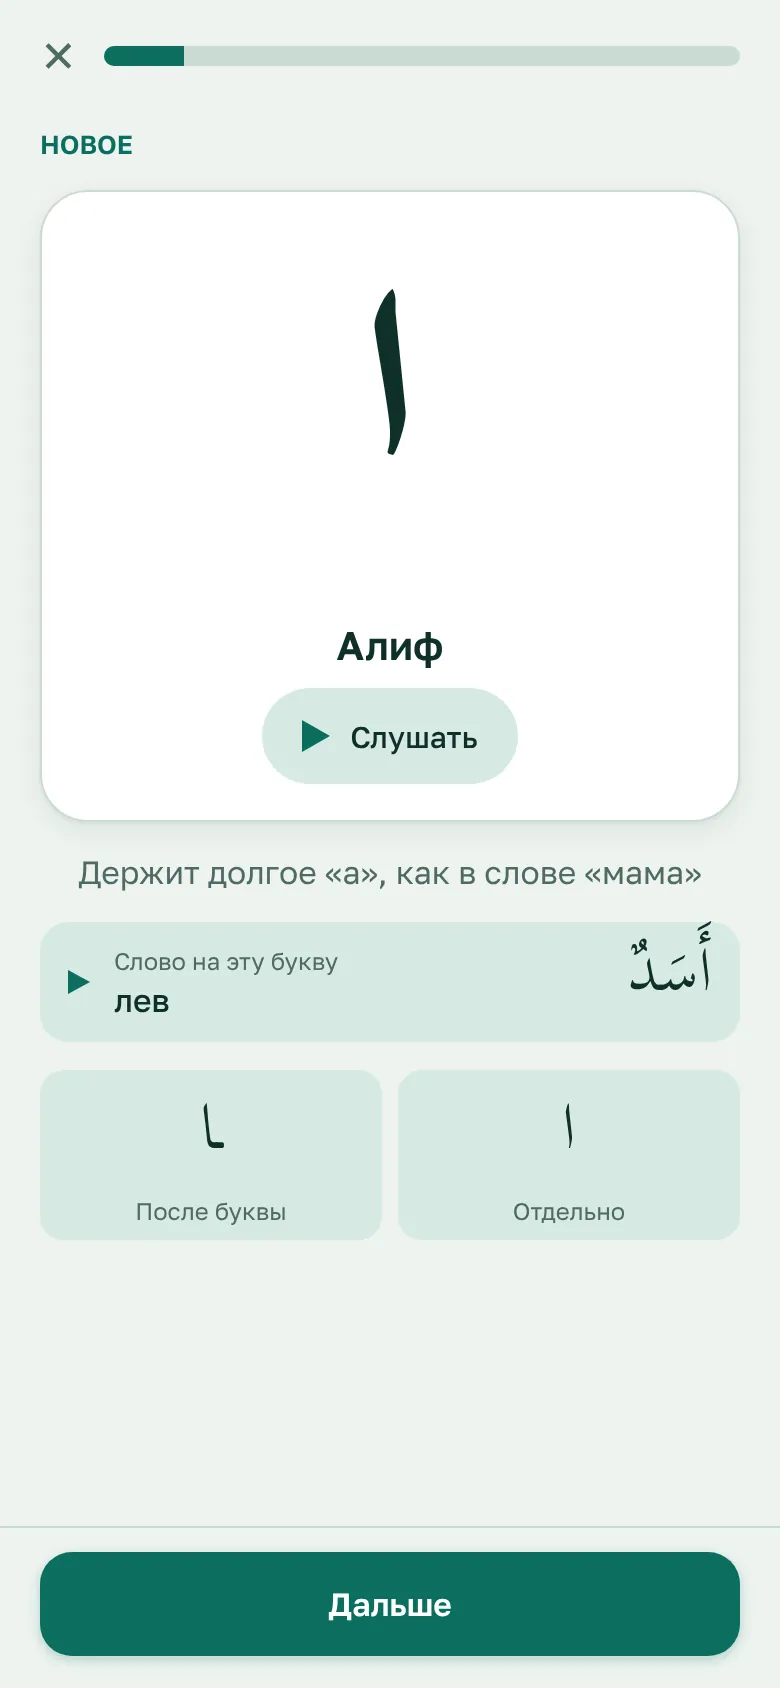 НОВОЕ
ا
Алиф
Слушать
Держит долгое «а», как в слове «мама»
Слово на эту букву
лев
أَسَدٌ
ـا
После буквы
ا
Отдельно
Дальше